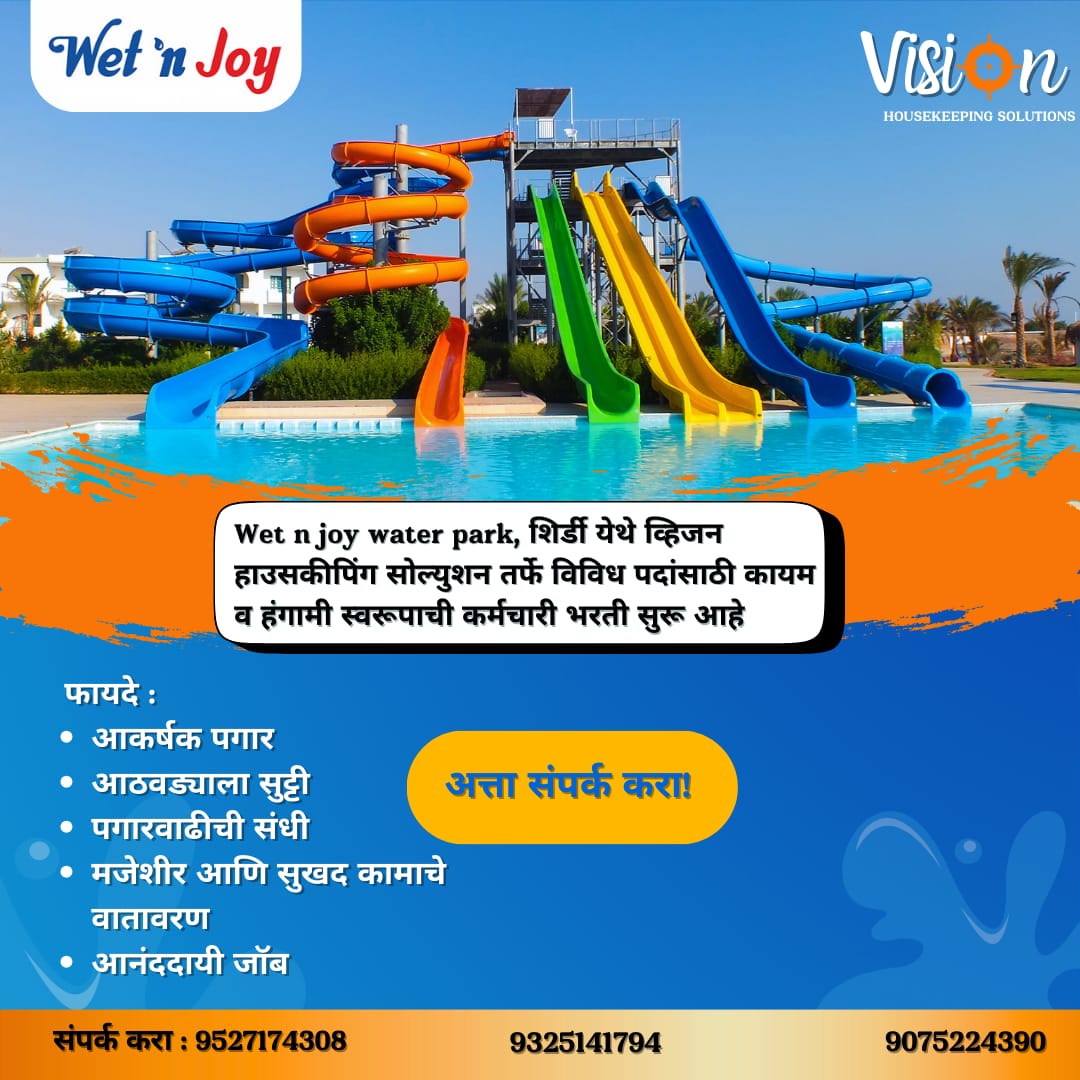 Wet 'n Joy
Vision
HOUSEKEEPING SOLUTIONS
Wet n joy water park, शिर्डी येथे व्हिजन
हाउसकीपिंग सोल्युशन तर्फे विविध पदांसाठी कायम
व हंगामी स्वरूपाची कर्मचारी भरती सुरू आहे
फायदे :
• आकर्षक पगार
• आठवड्याला सुट्टी
• पगारवाढीची संधी
• मजेशीर आणि सुखद कामाचे
वातावरण
• आनंददायी जॉब
अत्ता संपर्क करा!
संपर्क करा : 9527174308 9325141794 9075224390